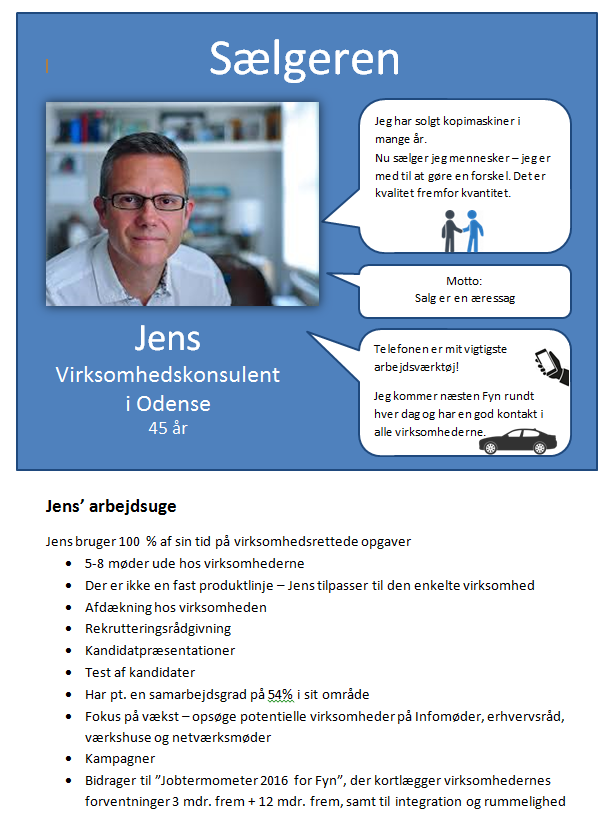 Sælgeren
Jeg har solgt kopimaskiner i
mange år.
Nu sælger jeg mennesker – jeg er
med til at gøre en forskel. Det er
kvalitet fremfor kvantitet.
Motto:
Salg er en æressag
Jens
Virksomhedskonsulent
i Odense
45 år
Telefonen er mit vigtigste
arbejdsværktøj!
Jeg kommer næsten Fyn rundt
hver dag og har en god kontakt i
alle virksomhederne.
Jens’ arbejdsuge
Jens bruger 100 % af sin tid på virksomhedsrettede opgaver
• 5-8 møder ude hos virksomhederne
• Der er ikke en fast produktlinje – Jens tilpasser til den enkelte virksomhed
• Afdækning hos virksomheden
• Rekrutteringsrådgivning
• Kandidatpræsentationer
• Test af kandidater
• Har pt. en samarbejdsgrad på 54% i sit område
• Fokus på vækst – opsøge potentielle virksomheder på Infomøder, erhvervsråd,
værkshuse og netværksmøder
• Kampagner
• Bidrager til ”Jobtermometer 2016 for Fyn”, der kortlægger virksomhedernes
forventninger 3 mdr. frem + 12 mdr. frem, samt til integration og rummelighed